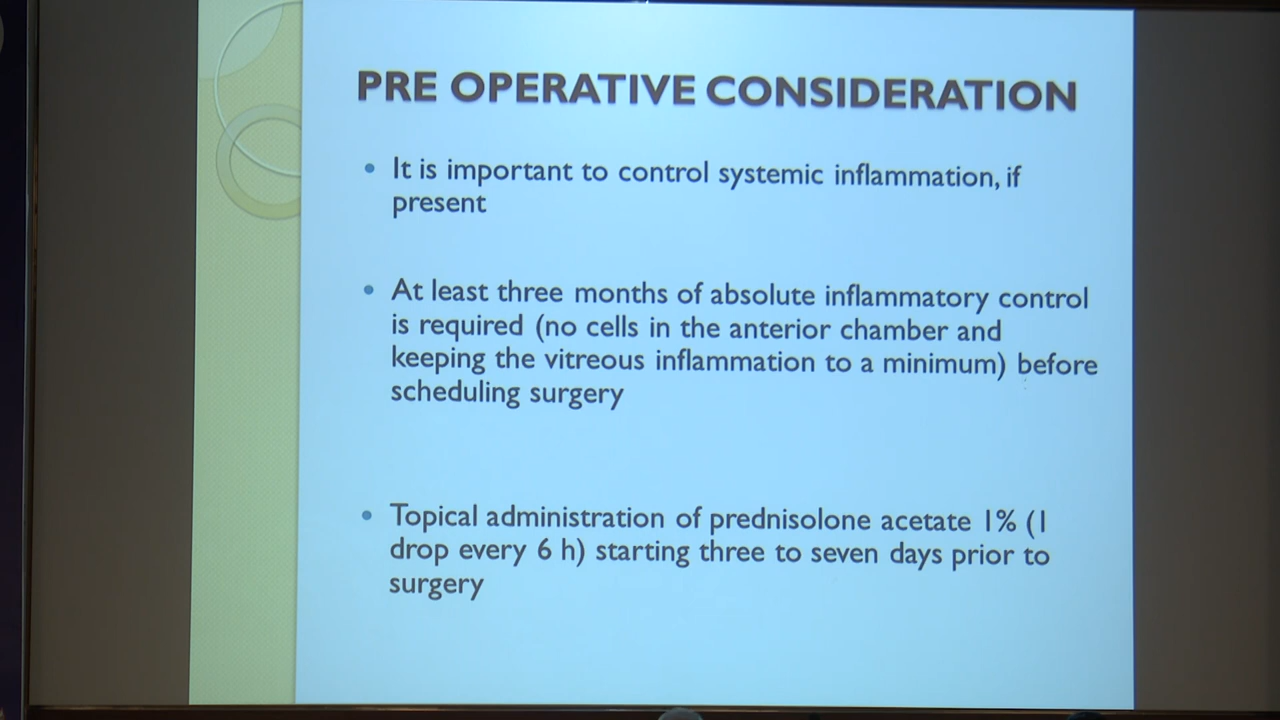 PRE OPERATIVE CONSIDERATION
• It is important to control systemic inflammation, if
present
• At least three months of absolute inflammatory control
is required (no cells in the anterior chamber and
keeping the vitreous inflammation to a minimum) before
scheduling surgery
• Topical administration of prednisolone acetate 1% (1
drop every 6 h) starting three to seven days prior to
surgery